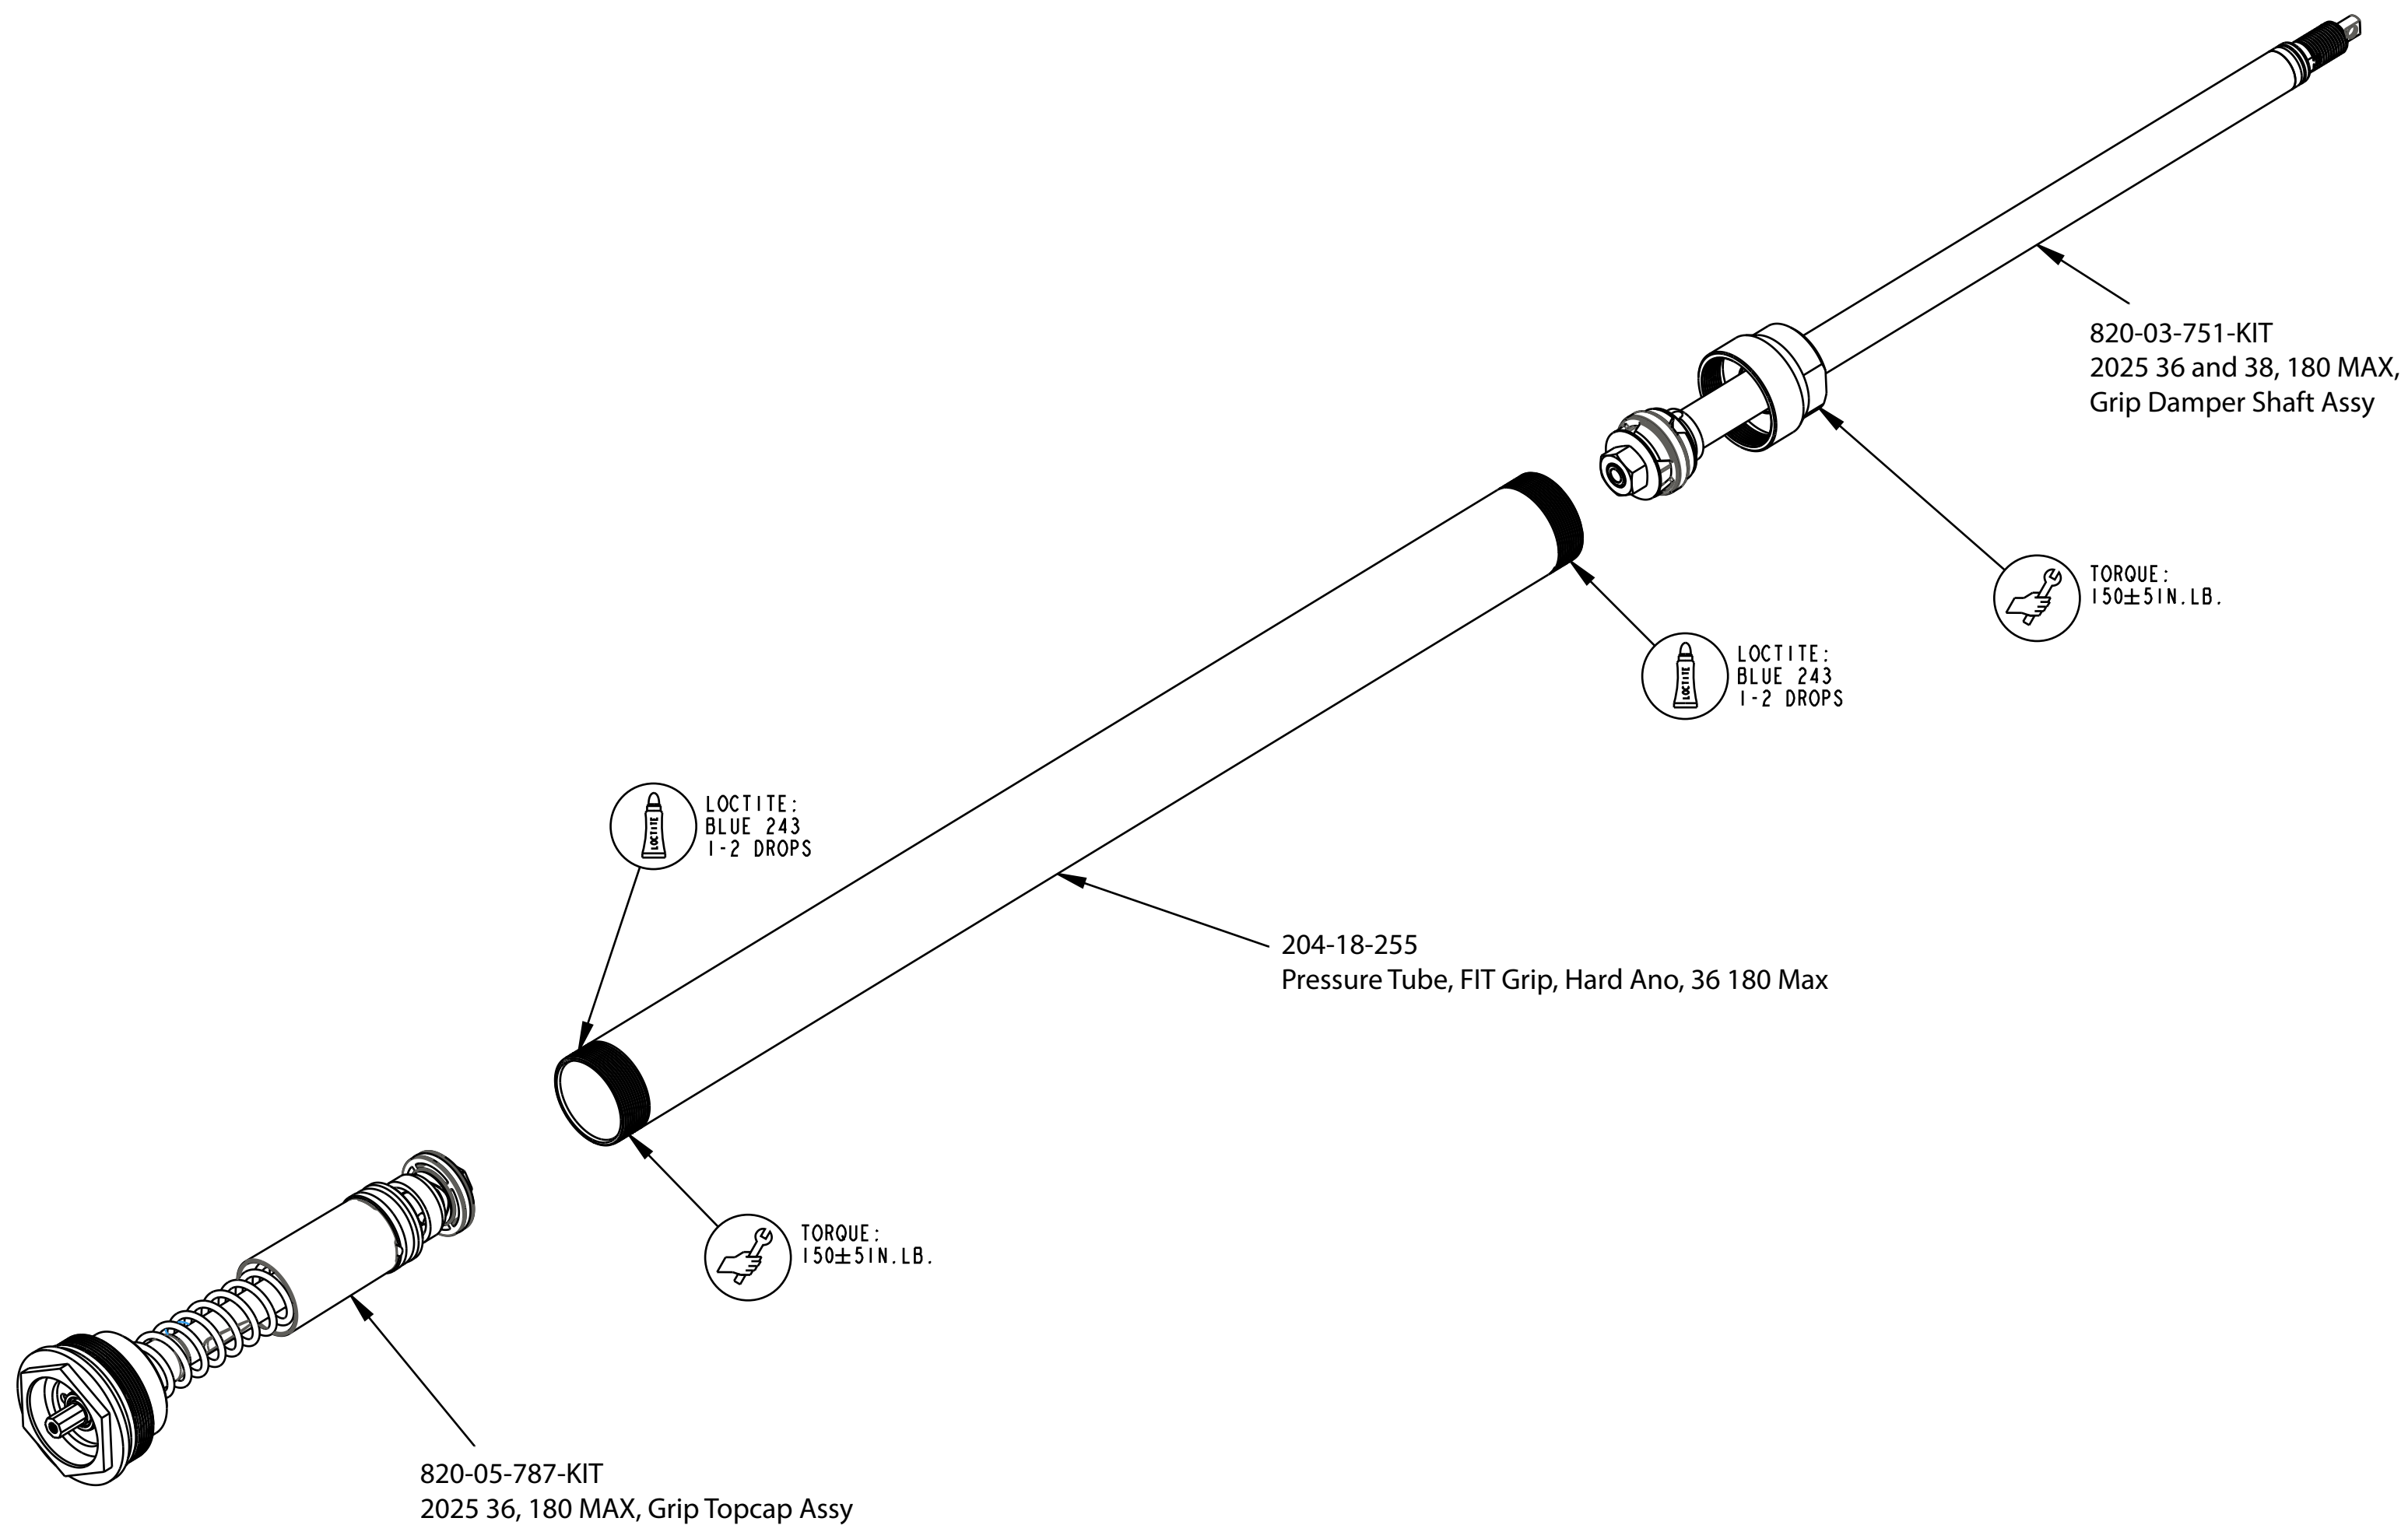 820-03-751-KIT
2025 36 and 38, 180 MAX,
Grip Damper Shaft Assy
TORQUE:
150±5IN.LB.
LOCTITE:
BLUE 243
1-2 DROPS
LOCTITE
LOCTITE:
BLUE 243
1-2 DROPS
LOCTITE
204-18-255
Pressure Tube, FIT Grip, Hard Ano, 36 180 Max
TORQUE:
150±5IN.LB.
820-05-787-KIT
2025 36, 180 MAX, Grip Topcap Assy